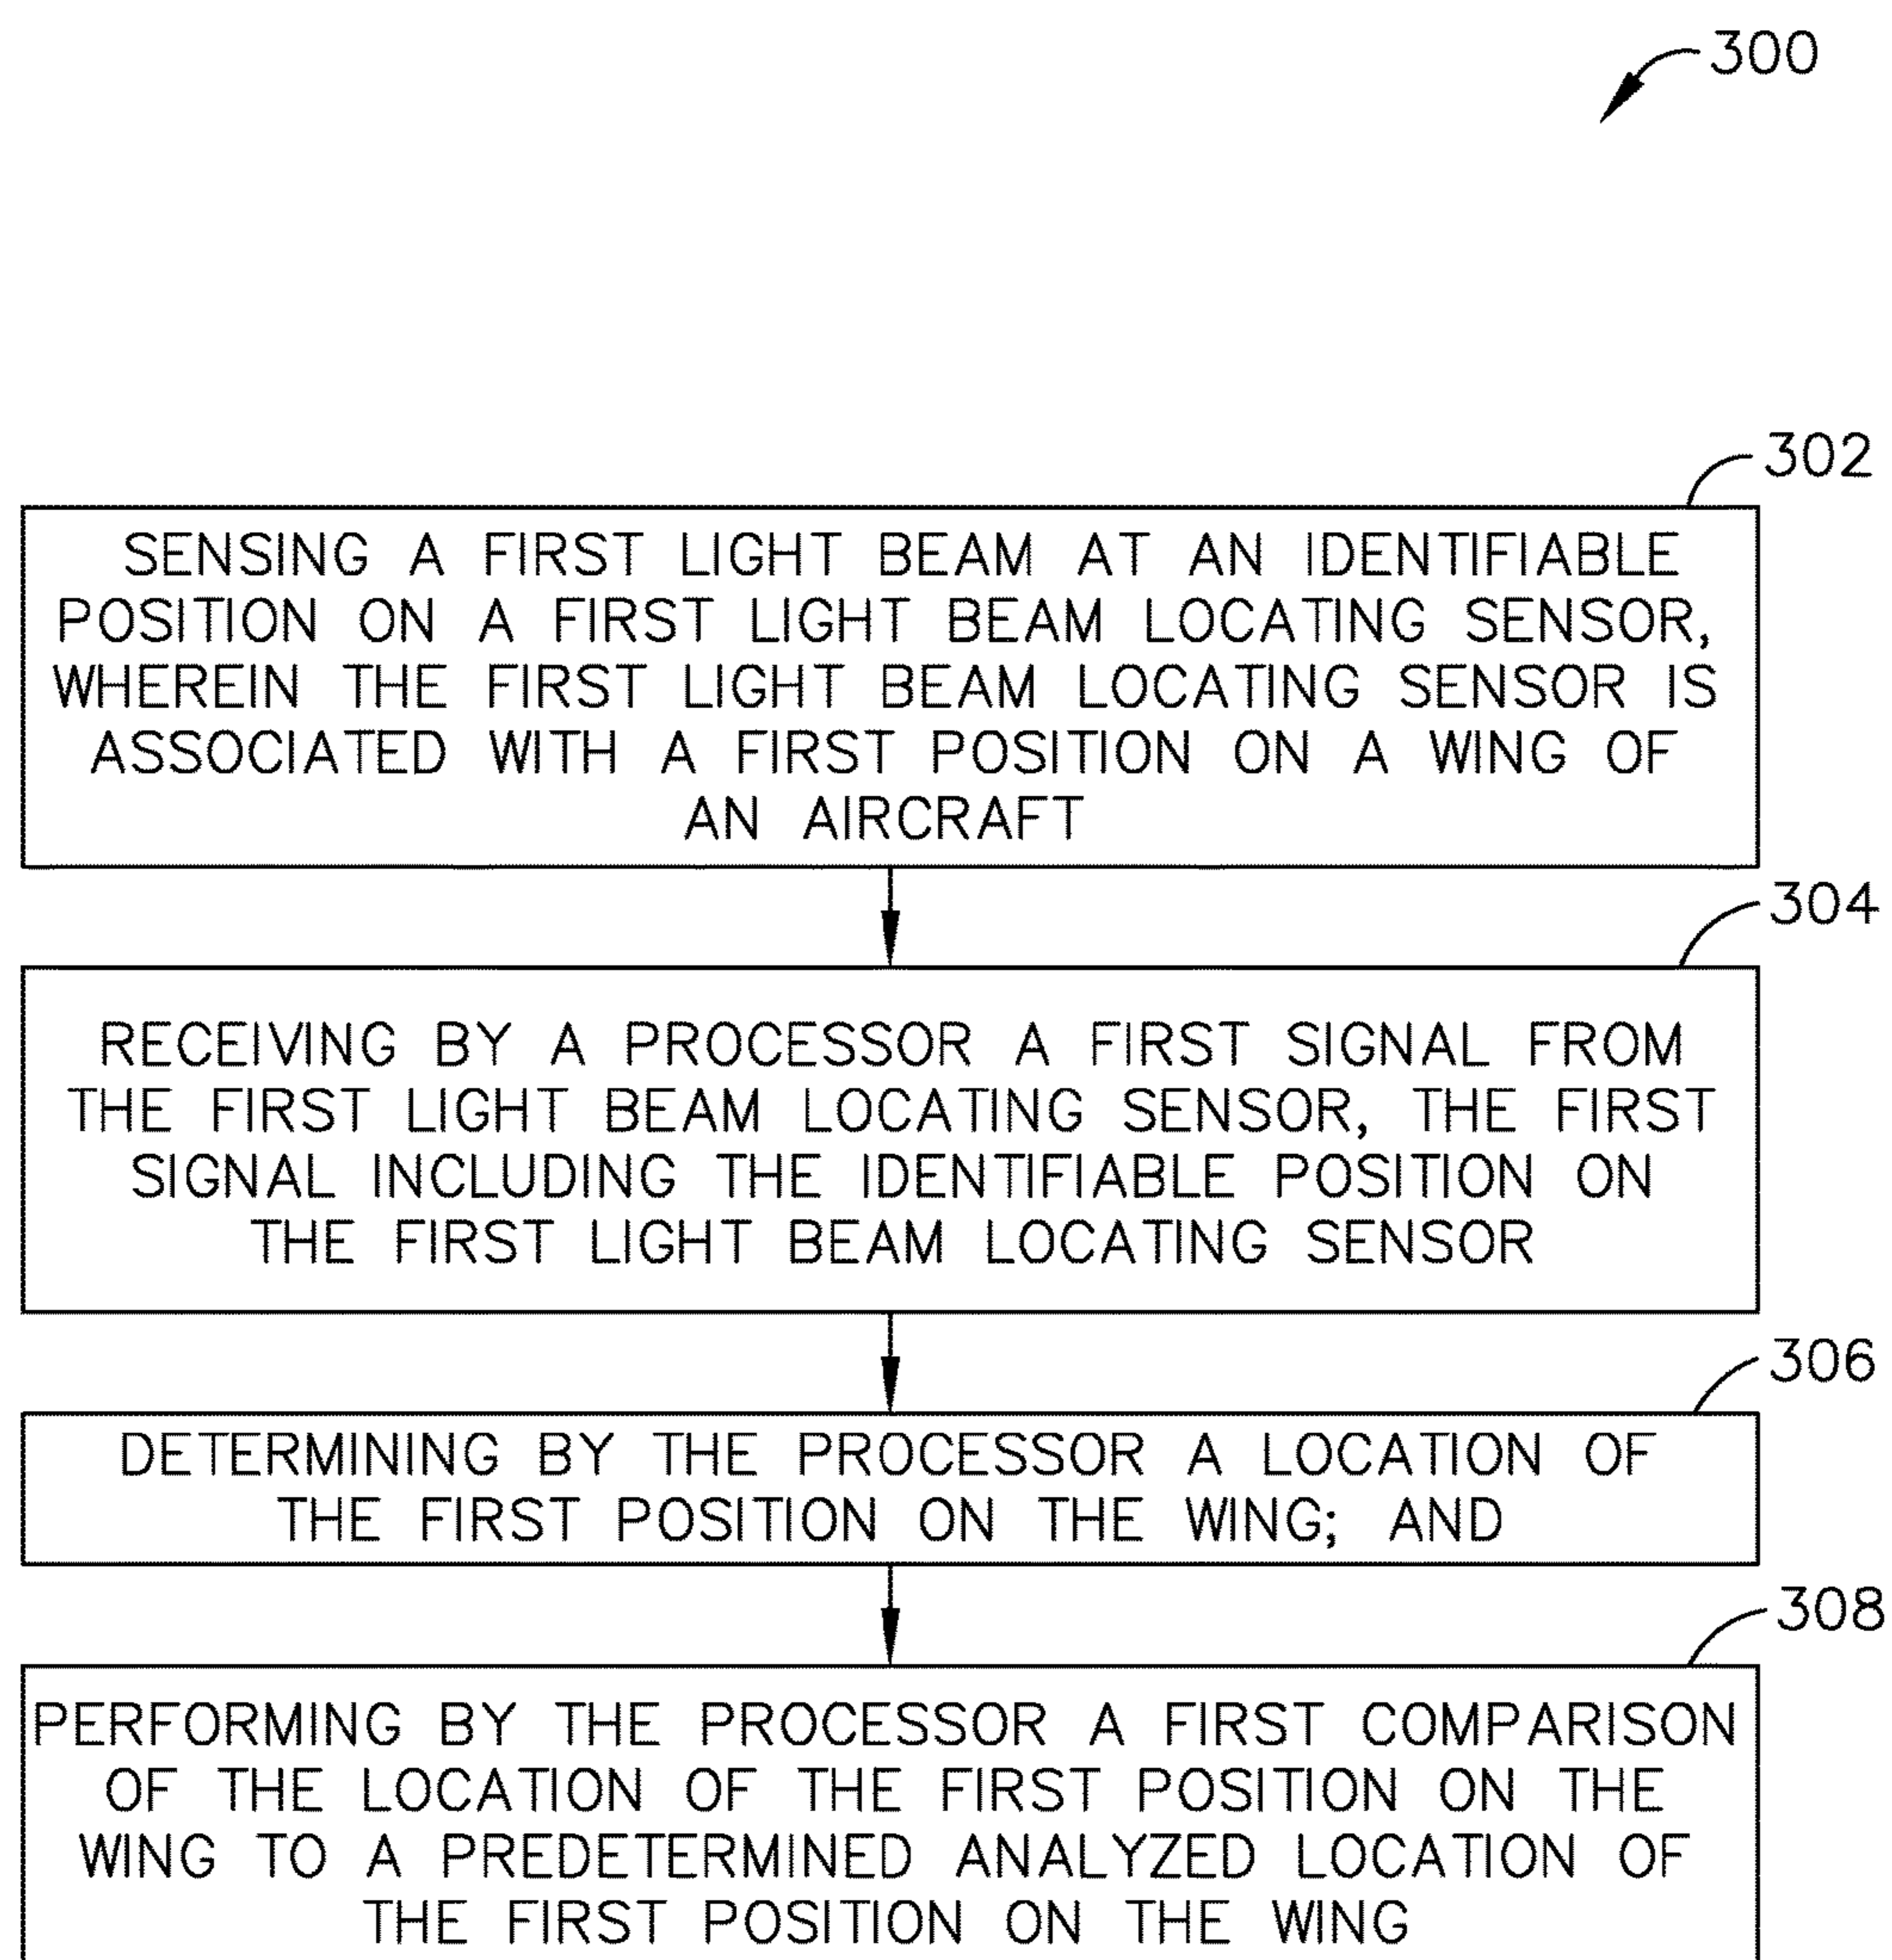 300
302
SENSING A FIRST LIGHT BEAM AT AN IDENTIFIABLE
POSITION ON A FIRST LIGHT BEAM LOCATING SENSOR,
WHEREIN THE FIRST LIGHT BEAM LOCATING SENSOR IS
ASSOCIATED WITH A FIRST POSITION ON A WING OF
AN AIRCRAFT
304
RECEIVING BY A PROCESSOR A FIRST SIGNAL FROM
THE FIRST LIGHT BEAM LOCATING SENSOR, THE FIRST
SIGNAL INCLUDING THE IDENTIFIABLE POSITION ON
THE FIRST LIGHT BEAM LOCATING SENSOR
306
DETERMINING BY THE PROCESSOR A LOCATION OF
THE FIRST POSITION ON THE WING; AND
308
PERFORMING BY THE PROCESSOR A FIRST COMPARISON
OF THE LOCATION OF THE FIRST POSITION ON THE
WING TO A PREDETERMINED ANALYZED LOCATION OF
THE FIRST POSITION ON THE WING